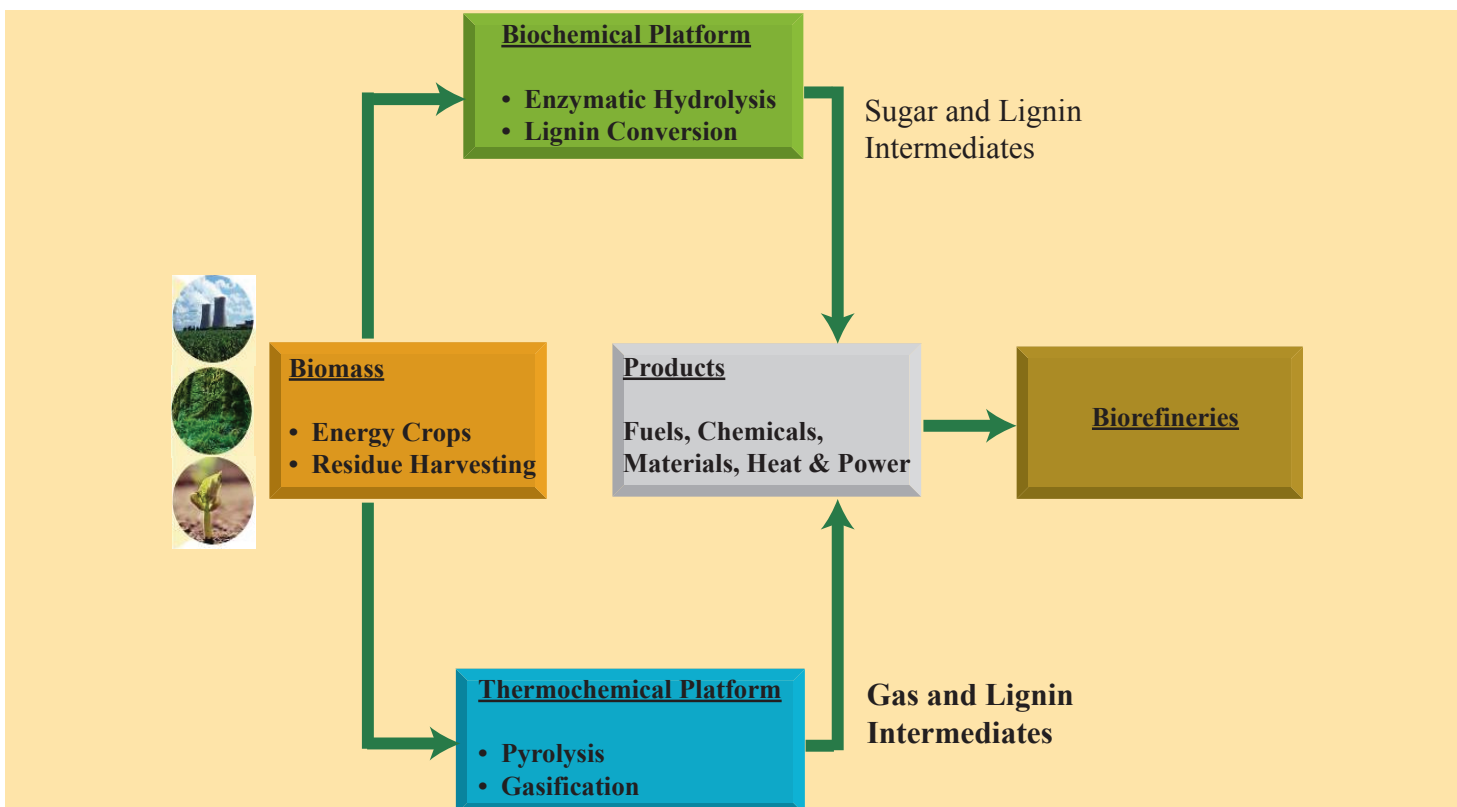 Biochemical Platform
• Enzymatic Hydrolysis
• Lignin Conversion
Sugar and Lignin
Intermediates
Biomass
• Energy Crops
• Residue Harvesting
Products
Fuels, Chemicals,
Materials, Heat & Power
Biorefineries
Thermochemical Platform
• Pyrolysis
• Gasification
Gas and Lignin
Intermediates